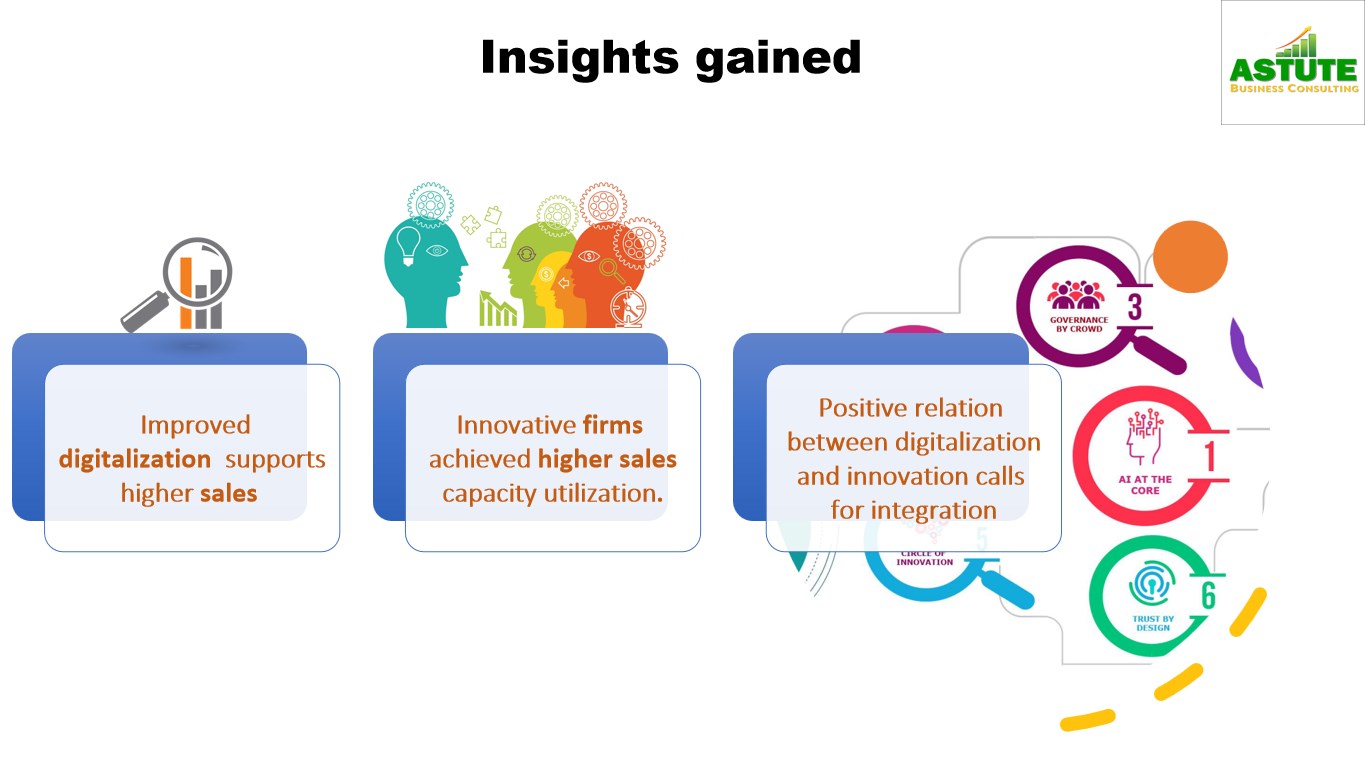 Insights gained
ASTUTE
BUSINESS CONSULTING
Improved
digitalization supports
higher sales
Innovative firms
achieved higher sales
capacity utilization.
Positive relation
between digitalization
and innovation calls
for integration
3
GOVERNANCE
BY CROWD
1
AI AT THE
CORE
5
CIRCLE OF
INNOVATION
6
TRUST BY
DESIGN